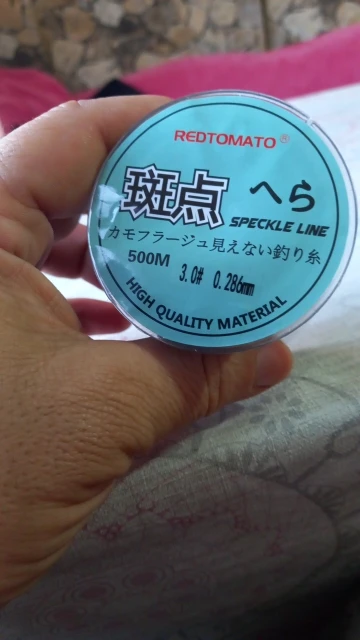 REDTOMATO®
斑点 へら
SPECKLE LINE
カモフラージュ見えない釣り糸
500M 3.0# 0.286mm
HIGH QUALITY MATERIAL